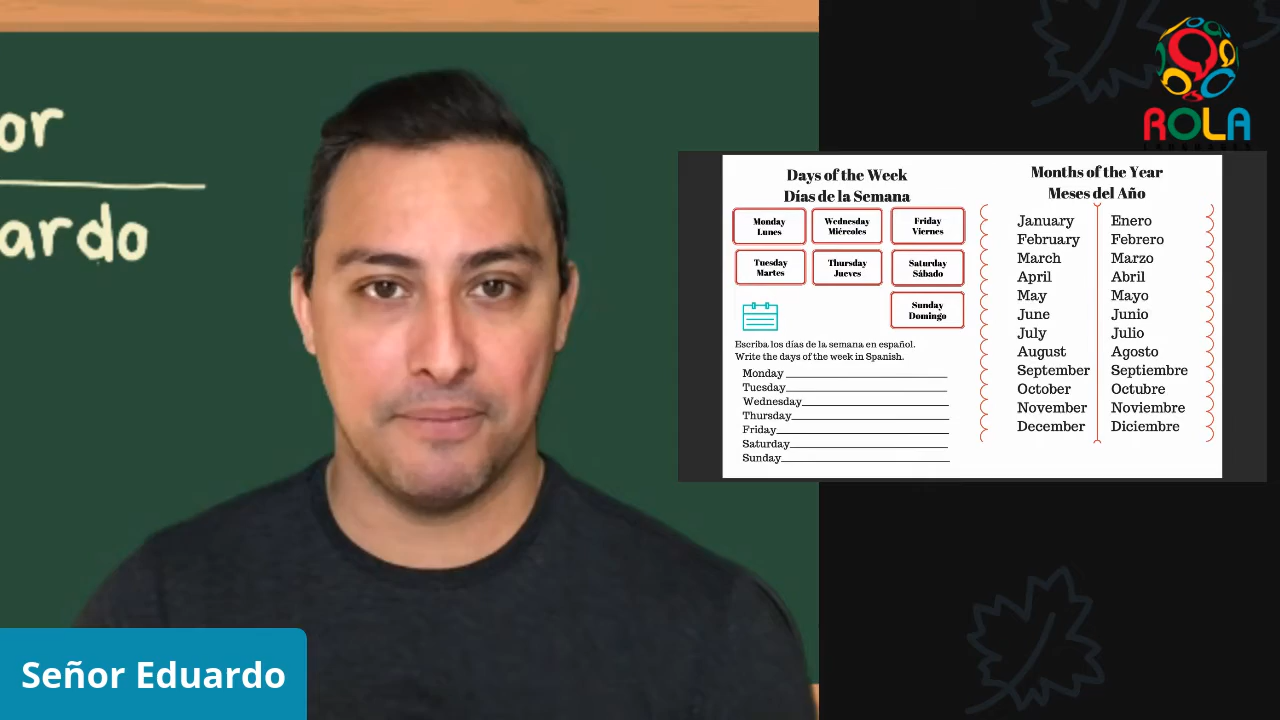 or
ardo
ROLA
Days of the Week
Días de la Semana
Monday
Lunes
Wednesday
Miércoles
Friday
Viernes
Tuesday
Martes
Thursday
Jueves
Saturday
Sábado
Sunday
Domingo
Escriba los días de la semana en español.
Write the days of the week in Spanish.
Monday
Tuesday
Wednesday
Thursday
Friday
Saturday
Sunday
Months of the Year
Meses del Año
January Enero
February Febrero
March Marzo
April Abril
May Mayo
June Junio
July Julio
August Agosto
September Septiembre
October Octubre
November Noviembre
December Diciembre
Señor Eduardo